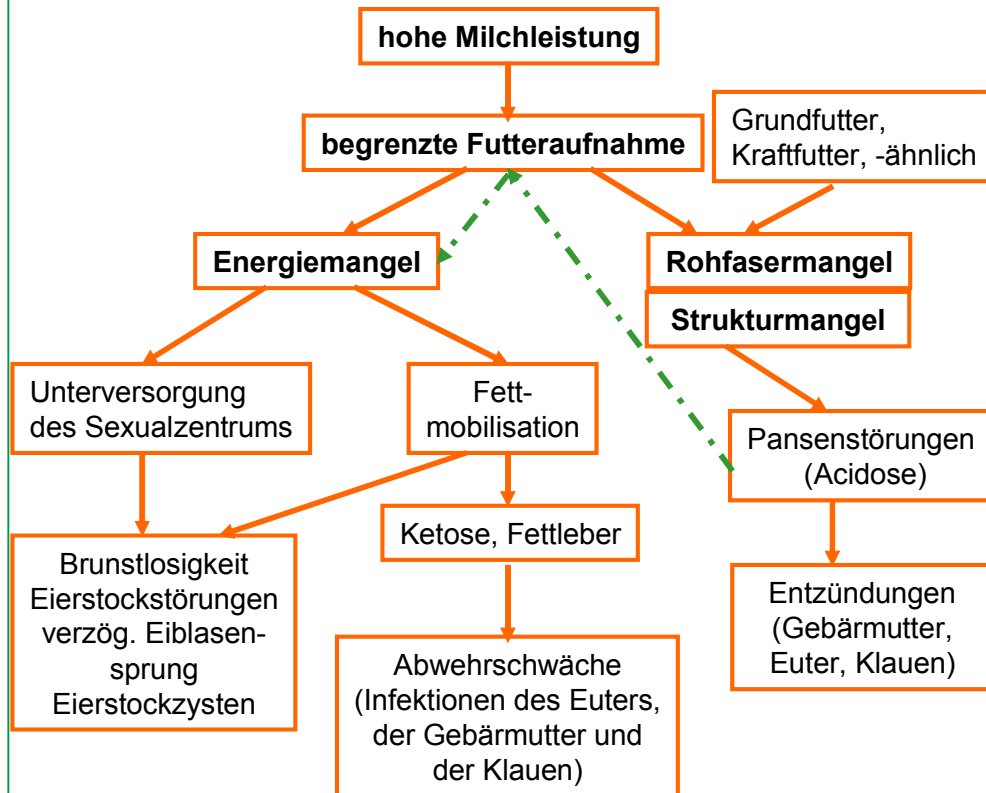 hohe Milchleistung
begrenzte Futteraufnahme
Grundfutter,
Kraftfutter, -ähnlich
Energiemangel
Rohfasermangel
Strukturmangel
Unterversorgung
des Sexualzentrums
Fett-
mobilisation
Pansenstörungen
(Acidose)
Ketose, Fettleber
Brunstlosigkeit
Eierstockstörungen
verzög. Eiblasen-
sprung
Eierstockzysten
Entzündungen
(Gebärmutter,
Euter, Klauen)
Abwehrschwäche
(Infektionen des Euters,
der Gebärmutter und
der Klauen)